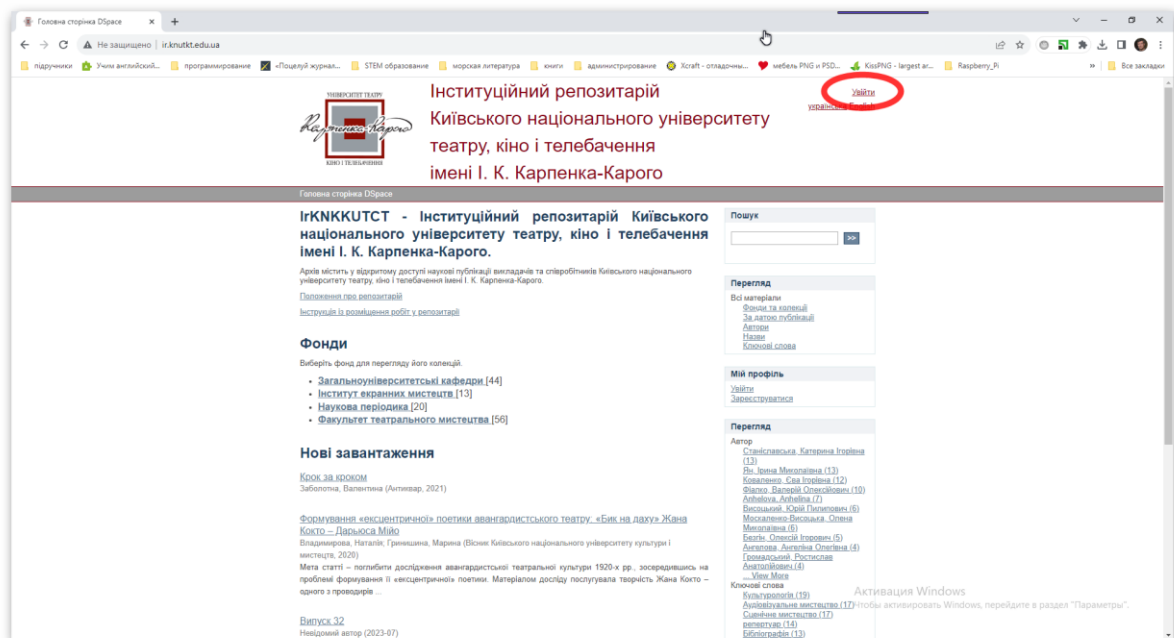 Головна сторінка DSpace
Не защищено | ir.knutkt.edu.ua
підручники
Учим английский...
программирование
«Поцелуй журнал...
STEM образование
морская литература
книги
администрирование
Xcraft - отладочны...
мебель PNG и PSD...
KissPNG - largest ar...
Raspberry_Pi
»
Все закладки
УНІВЕРСИТЕТ ТЕАТРУ
Карпенка-Карого
КІНО І ТЕЛЕБАЧЕННЯ
Інституційний репозитарій
Київського національного університету
театру, кіно і телебачення
імені І. К. Карпенка-Карого
Увійти
українська English
Головна сторінка DSpace
IrKNKKUTCT - Інституційний репозитарій Київського
національного університету театру, кіно і телебачення
імені І. К. Карпенка-Карого.
Архів містить у відкритому доступі наукові публікації викладачів та співробітників Київського національного
університету театру, кіно і телебачення імені І. К. Карпенка-Карого.
Положення про репозитарій
Інструкція із розміщення робіт у репозитарії
Фонди
Виберіть фонд для перегляду його колекцій.
Загальноуніверситетські кафедри [44]
Інститут екранних мистецтв [13]
Наукова періодика [20]
Факультет театрального мистецтва [56]
Нові завантаження
Крок за кроком
Заболотна, Валентина (Антиквар, 2021)
Формування «ексцентричної» поетики авангардистського театру: «Бик на даху» Жана
Кокто – Дарьюса Мійо
Владимирова, Наталія; Гринишина, Марина (Вісник Київського національного університету культури і
мистецтв, 2020)
Мета статті – поглибити дослідження авангардистської театральної культури 1920-х рр., зосередившись на
проблемі формування її «ексцентричної» поетики. Матеріалом досліду послугувала творчість Жана Кокто –
одного з проводирів ...
Випуск 32
Невідомий автор (2023-07)
Пошук
>>
Перегляд
Всі матеріали
Фонди та колекції
За датою публікації
Автори
Назви
Ключові слова
Мій профіль
Увійти
Зареєструватися
Перегляд
Автор
Станіславська, Катерина Ігорівна
(13)
Ян, Ірина Миколаївна (13)
Коваленко, Єва Ігорівна (12)
Фіалко, Валерій Олексійович (10)
Anhelova, Anhelina (7)
Висоцький, Юрій Пилипович (6)
Москаленко-Висоцька, Олена
Миколаївна (6)
Безгін, Олексій Ігорович (5)
Ангелова, Ангеліна Олегівна (4)
Громадський, Ростислав
Анатолійович (4)
... View More
Ключові слова
Культурологія (19)
Аудіовізуальне мистецтво (17)
Сценічне мистецтво (17)
репертуар (14)
Бібліографія (13)
Активация Windows
Чтобы активировать Windows, перейдите в раздел "Параметры".